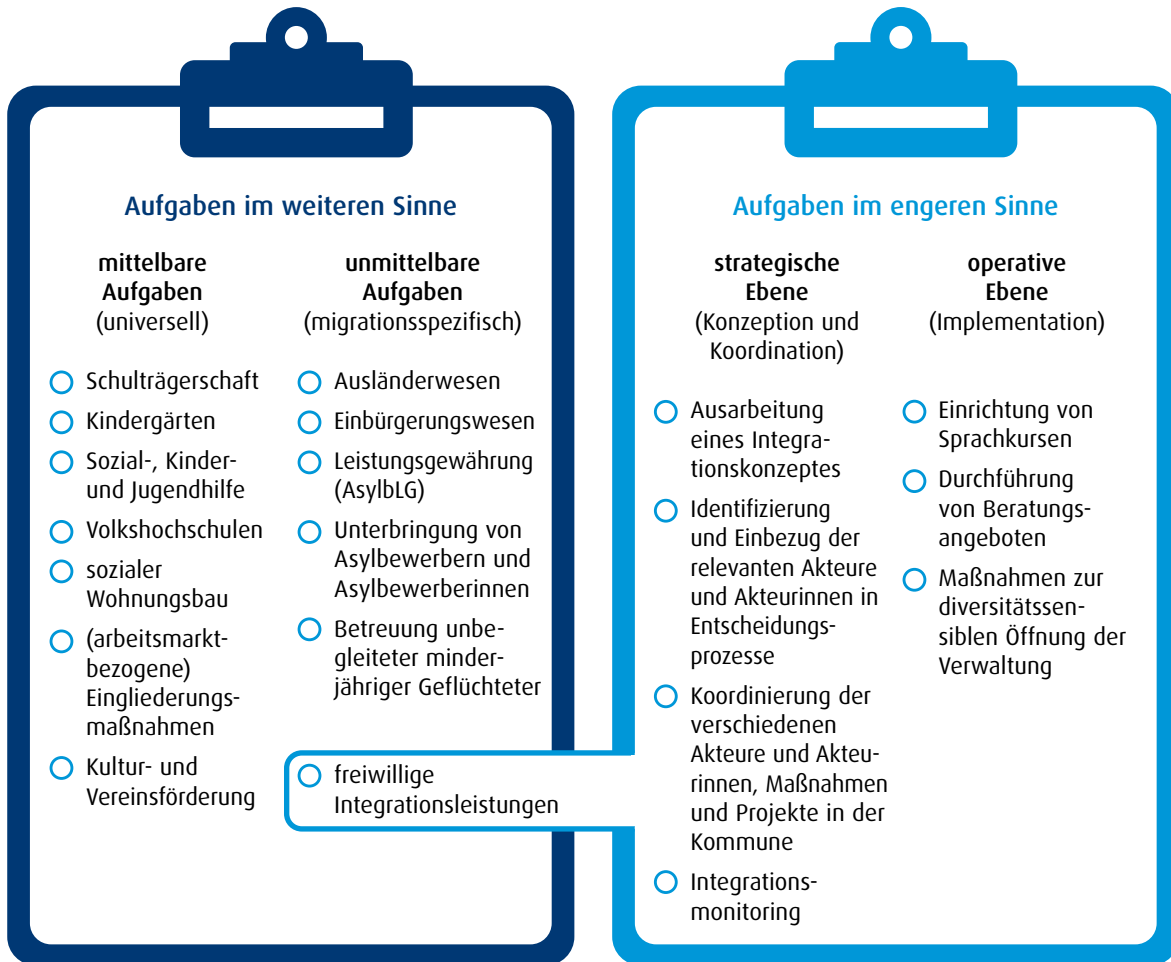 Aufgaben im weiteren Sinne
mittelbare
Aufgaben
(universell)
Schulträgerschaft
Kindergärten
Sozial-, Kinder-
und Jugendhilfe
Volkshochschulen
sozialer
Wohnungsbau
(arbeitsmarkt-
bezogene)
Eingliederungs-
maßnahmen
Kultur- und
Vereinsförderung
unmittelbare
Aufgaben
(migrationsspezifisch)
Ausländerwesen
Einbürgerungswesen
Leistungsgewährung
(AsylbLG)
Unterbringung von
Asylbewerbern und
Asylbewerberinnen
Betreuung unbe-
gleiteter minder-
jähriger Geflüchteter
freiwillige
Integrationsleistungen
Aufgaben im engeren Sinne
strategische
Ebene
(Konzeption und
Koordination)
Ausarbeitung
eines Integra-
tionskonzeptes
Identifizierung
und Einbezug der
relevanten Akteure
und Akteurinnen in
Entscheidungs-
prozesse
Koordinierung der
verschiedenen
Akteure und Akteu-
rinnen, Maßnahmen
und Projekte in der
Kommune
Integrations-
monitoring
operative
Ebene
(Implementation)
Einrichtung von
Sprachkursen
Durchführung
von Beratungs-
angeboten
Maßnahmen zur
diversitätssen-
siblen Öffnung der
Verwaltung